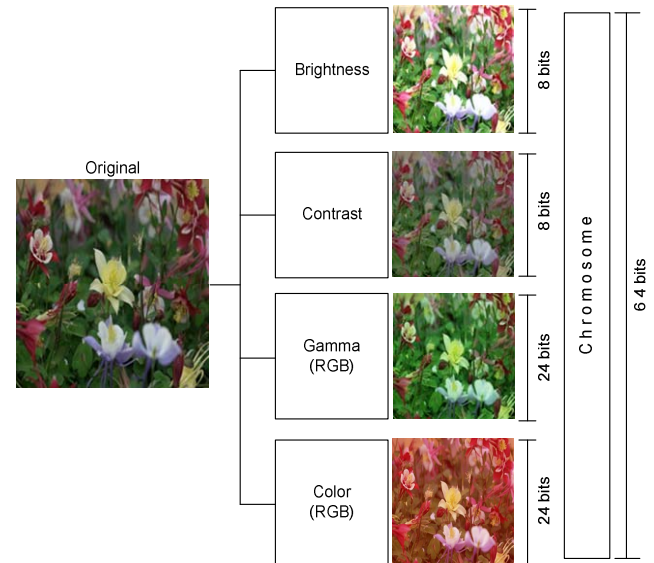 Original
Brightness
8 bits
Contrast
8 bits
Gamma
(RGB)
24 bits
Color
(RGB)
24 bits
Chromosome
64 bits